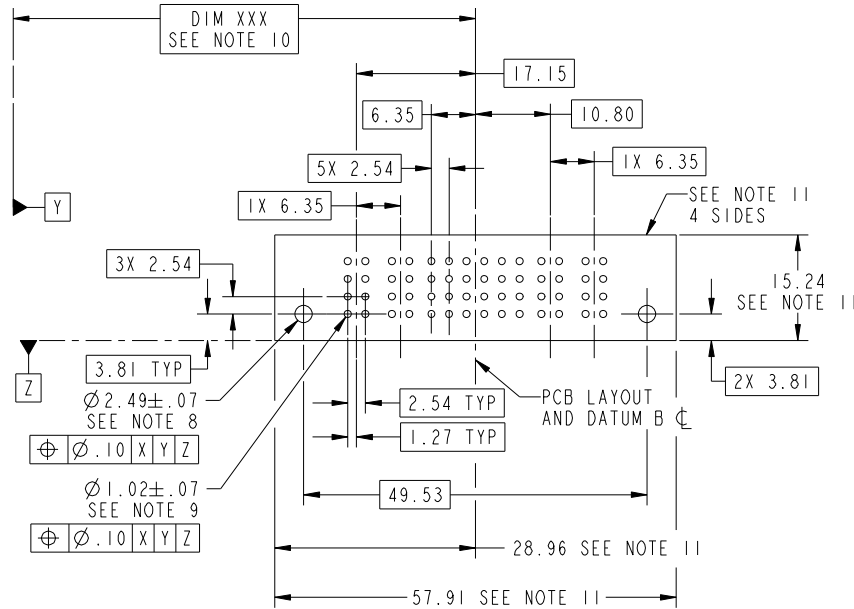 DIM XXX
SEE NOTE 10
17.15
6.35
10.80
5X 2.54
1X 6.35
1X 6.35
Y
SEE NOTE 11
4 SIDES
3X 2.54
15.24
SEE NOTE 11
3.81 TYP
Z
2X 3.81
Ø2.49±.07
SEE NOTE 8
⌖ Ø.10 X Y Z
2.54 TYP
1.27 TYP
PCB LAYOUT
AND DATUM B ℄
Ø1.02±.07
SEE NOTE 9
⌖ Ø.10 X Y Z
49.53
28.96 SEE NOTE 11
57.91 SEE NOTE 11